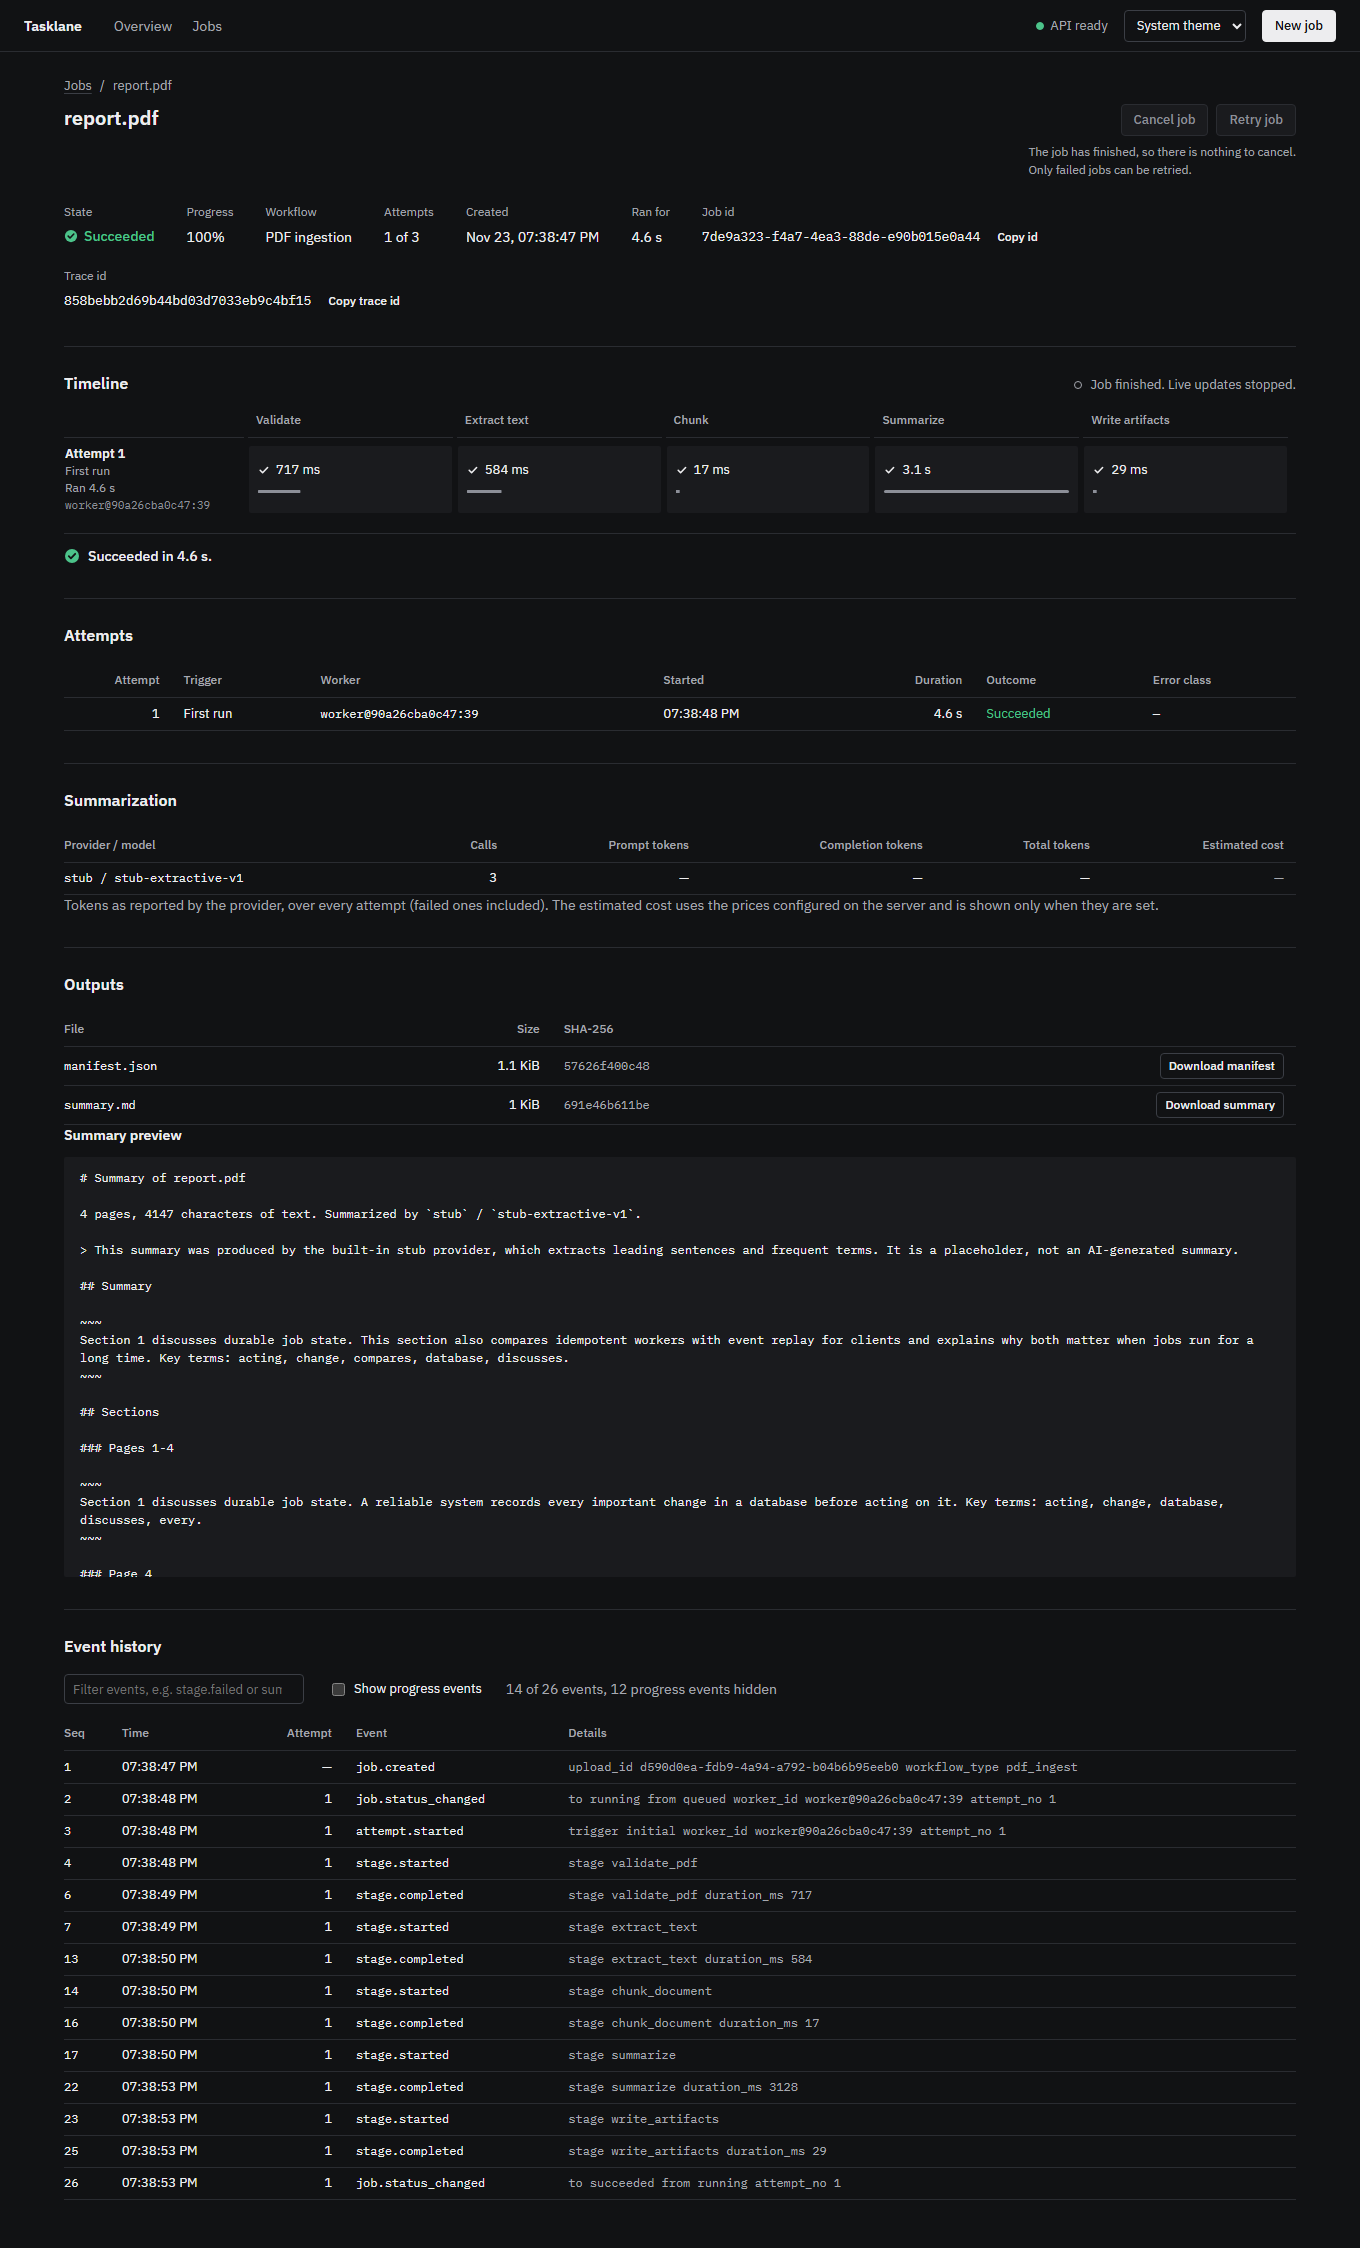 Tasklane Overview Jobs API ready System theme New job
Jobs / report.pdf
report.pdf Cancel job Retry job
The job has finished, so there is nothing to cancel.
Only failed jobs can be retried.
State Progress Workflow Attempts Created Ran for Job id
Succeeded 100% PDF ingestion 1 of 3 Nov 23, 07:38:47 PM 4.6 s 7de9a323-f4a7-4ea3-88de-e90b015e0a44 Copy id
Trace id
858bebb2d69b44bd03d7033eb9c4bf15 Copy trace id
Timeline Job finished. Live updates stopped.
Validate Extract text Chunk Summarize Write artifacts
Attempt 1
First run
Ran 4.6 s
worker@90a26cba0c47:39
717 ms 584 ms 17 ms 3.1 s 29 ms
Succeeded in 4.6 s.
Attempts
Attempt Trigger Worker Started Duration Outcome Error class
1 First run worker@90a26cba0c47:39 07:38:48 PM 4.6 s Succeeded –
Summarization
Provider / model Calls Prompt tokens Completion tokens Total tokens Estimated cost
stub / stub-extractive-v1 3 — — — —
Tokens as reported by the provider, over every attempt (failed ones included). The estimated cost uses the prices configured on the server and is shown only when they are set.
Outputs
File Size SHA-256
manifest.json 1.1 KiB 57626f400c48 Download manifest
summary.md 1 KiB 691e46b611be Download summary
Summary preview
# Summary of report.pdf
4 pages, 4147 characters of text. Summarized by `stub` / `stub-extractive-v1`.
> This summary was produced by the built-in stub provider, which extracts leading sentences and frequent terms. It is a placeholder, not an AI-generated summary.
## Summary
~~~
Section 1 discusses durable job state. This section also compares idempotent workers with event replay for clients and explains why both matter when jobs run for a
long time. Key terms: acting, change, compares, database, discusses.
~~~
## Sections
### Pages 1-4
~~~
Section 1 discusses durable job state. A reliable system records every important change in a database before acting on it. Key terms: acting, change, database,
discusses, every.
~~~
### Page 4
Event history
Filter events, e.g. stage.failed or sun Show progress events 14 of 26 events, 12 progress events hidden
Seq Time Attempt Event Details
1 07:38:47 PM — job.created upload_id d590d0ea-fdb9-4a94-a792-b04b6b95eeb0 workflow_type pdf_ingest
2 07:38:48 PM 1 job.status_changed to running from queued worker_id worker@90a26cba0c47:39 attempt_no 1
3 07:38:48 PM 1 attempt.started trigger initial worker_id worker@90a26cba0c47:39 attempt_no 1
4 07:38:48 PM 1 stage.started stage validate_pdf
6 07:38:49 PM 1 stage.completed stage validate_pdf duration_ms 717
7 07:38:49 PM 1 stage.started stage extract_text
13 07:38:50 PM 1 stage.completed stage extract_text duration_ms 584
14 07:38:50 PM 1 stage.started stage chunk_document
16 07:38:50 PM 1 stage.completed stage chunk_document duration_ms 17
17 07:38:50 PM 1 stage.started stage summarize
22 07:38:53 PM 1 stage.completed stage summarize duration_ms 3128
23 07:38:53 PM 1 stage.started stage write_artifacts
25 07:38:53 PM 1 stage.completed stage write_artifacts duration_ms 29
26 07:38:53 PM 1 job.status_changed to succeeded from running attempt_no 1